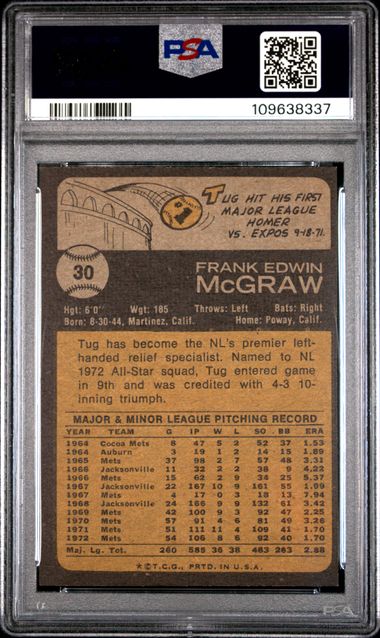 PSA
109638337
TUG HIT HIS FIRST
MAJOR LEAGUE
HOMER
VS. EXPOS 9-18-71.
30
FRANK EDWIN
McGRAW
Hgt: 6'0" Wgt: 185 Throws: Left Bats: Right
Born: 8-30-44, Martinez, Calif. Home: Poway, Calif.
Tug has become the NL's premier left-
handed relief specialist. Named to NL
1972 All-Star squad, Tug entered game
in 9th and was credited with 4-3 10-
inning triumph.
MAJOR & MINOR LEAGUE PITCHING RECORD
YEAR TEAM G IP W L SO BB ERA
1964 Cocoa Mets 8 47 5 2 52 37 1.53
1964 Auburn 3 19 1 2 14 15 1.89
1965 Mets 37 98 2 7 57 48 3.31
1966 Jacksonville 11 32 2 2 38 9 4.22
1966 Mets 15 62 2 9 34 25 5.37
1967 Jacksonville 22 167 10 9 161 55 1.99
1967 Mets 4 17 0 3 18 13 7.94
1968 Jacksonville 24 166 9 9 132 61 3.42
1969 Mets 42 100 9 3 92 47 2.25
1970 Mets 57 91 4 6 81 49 3.26
1971 Mets 51 111 11 4 109 41 1.70
1972 Mets 54 106 8 6 92 40 1.70
Maj. Lg. Tot. 260 585 36 38 483 263 2.88
*©T.C.G., PRTD. IN U.S.A.
PSA